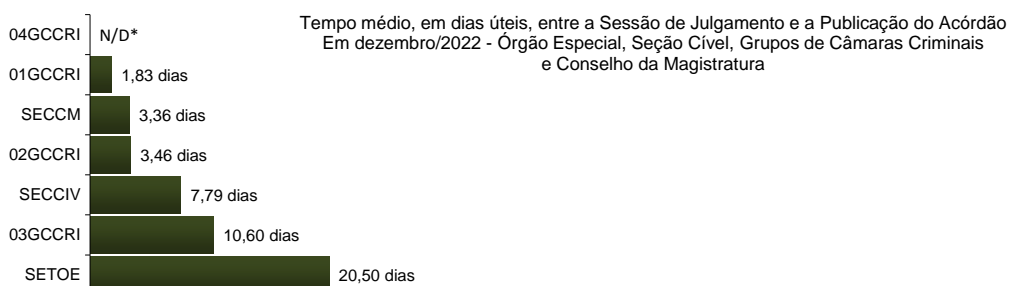 Tempo médio, em dias úteis, entre a Sessão de Julgamento e a Publicação do Acórdão
Em dezembro/2022 - Órgão Especial, Seção Cível, Grupos de Câmaras Criminais
e Conselho da Magistratura
04GCCRI N/D*
01GCCRI 1,83 dias
SECCM 3,36 dias
02GCCRI 3,46 dias
SECCIV 7,79 dias
03GCCRI 10,60 dias
SETOE 20,50 dias